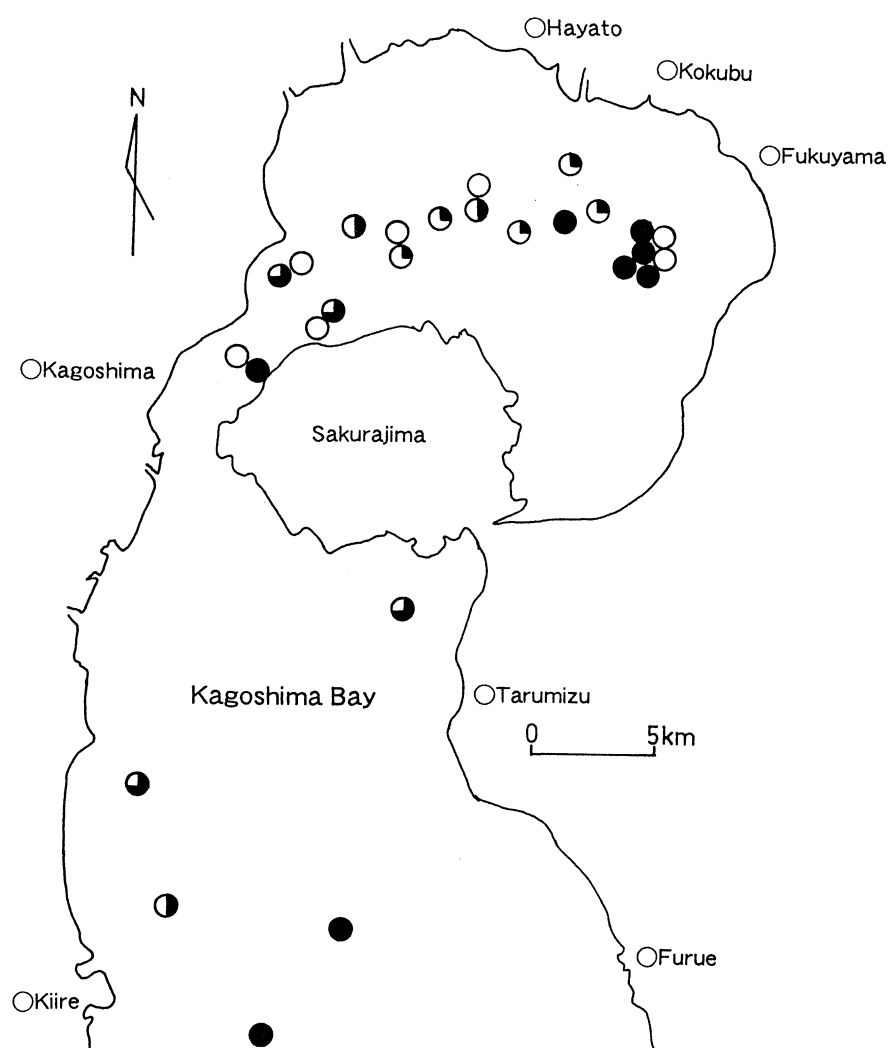 Hayato
Kokubu
N
Fukuyama
Kagoshima
Sakurajima
Kagoshima Bay
Tarumizu
0 5km
Furue
Kiire